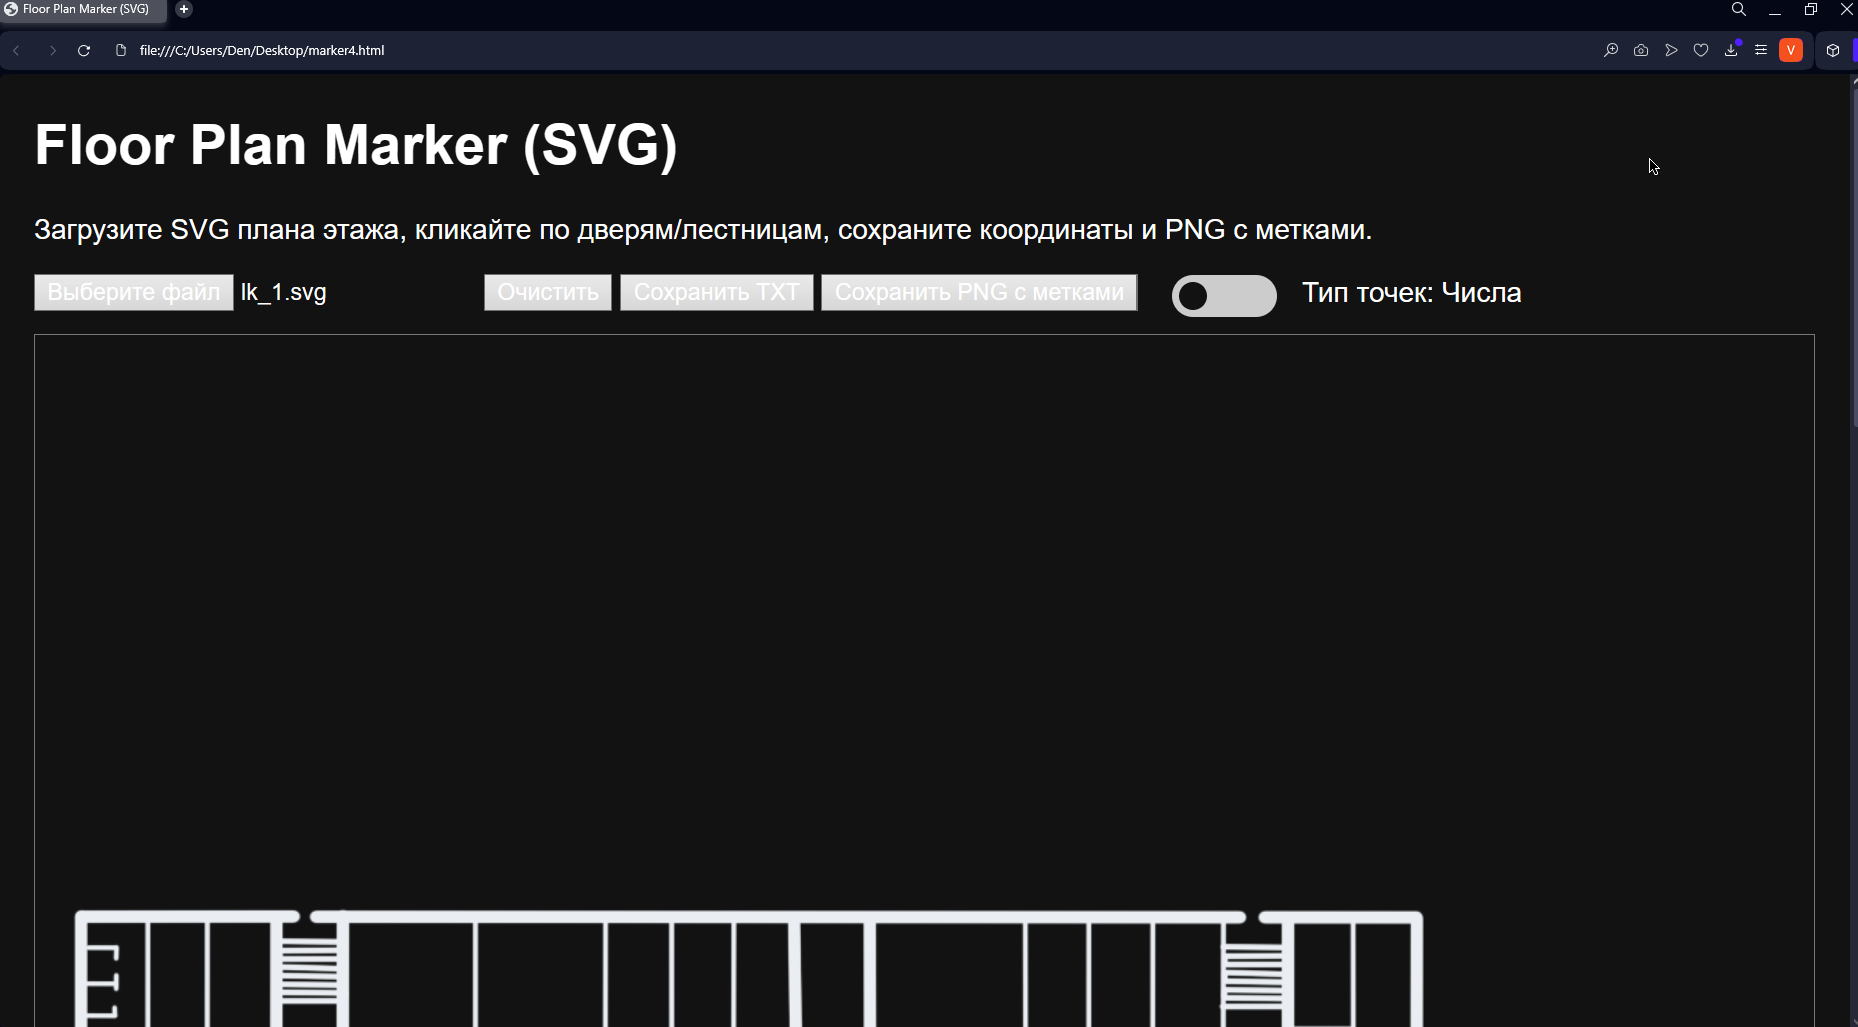 Floor Plan Marker (SVG)
file:///C:/Users/Den/Desktop/marker4.html
V
Floor Plan Marker (SVG)
Загрузите SVG плана этажа, кликайте по дверям/лестницам, сохраните координаты и PNG с метками.
Выберите файл lk_1.svg Очистить Сохранить TXT Сохранить PNG с метками Тип точек: Числа